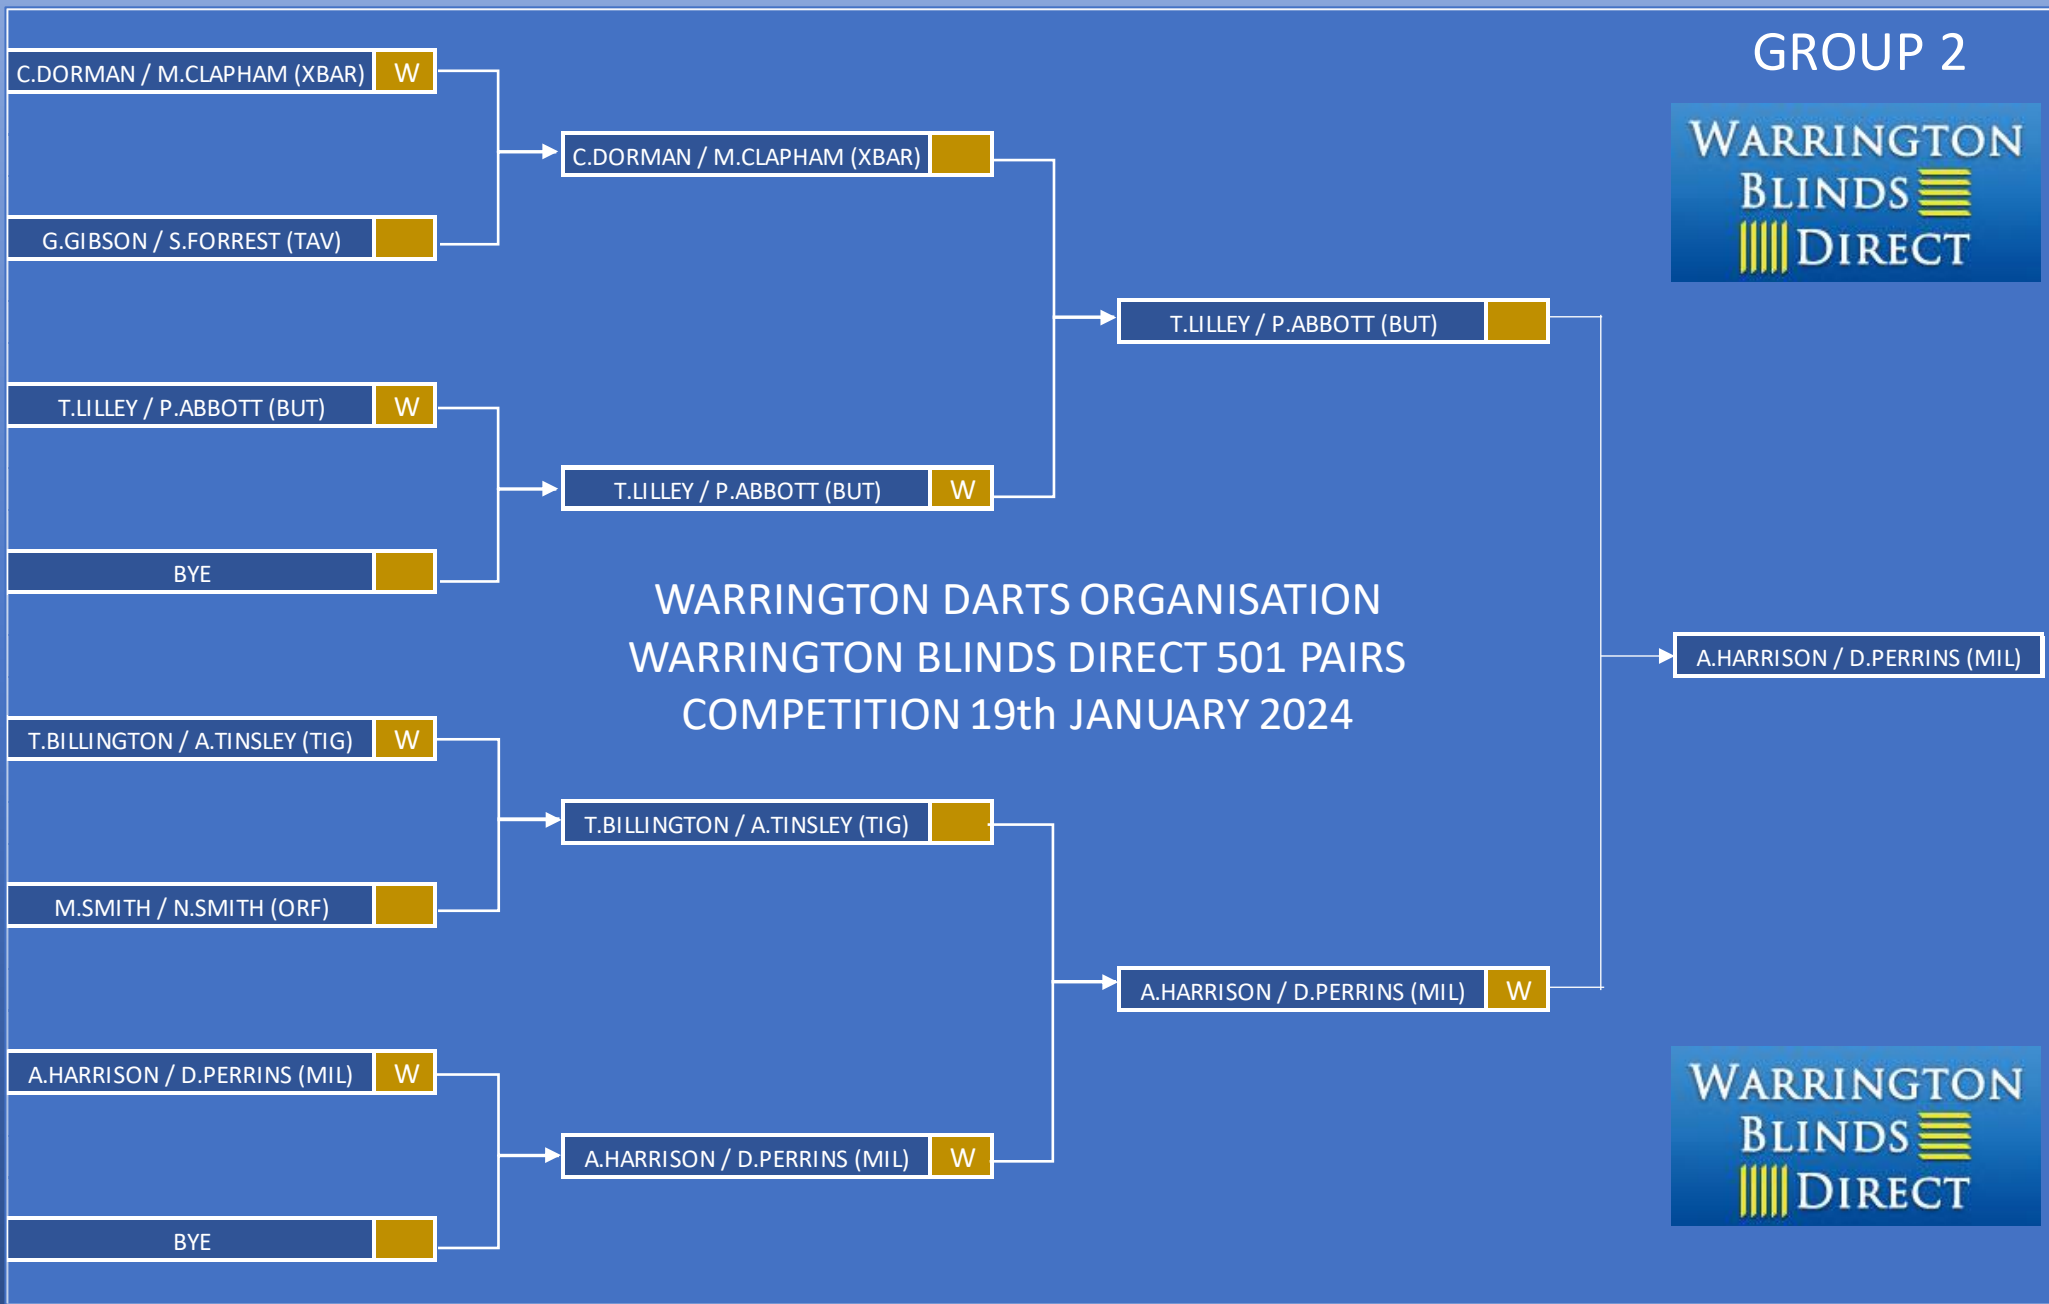 GROUP 2
WARRINGTON
BLINDS
DIRECT
C.DORMAN / M.CLAPHAM (XBAR) W
G.GIBSON / S.FORREST (TAV)
T.LILLEY / P.ABBOTT (BUT) W
BYE
T.BILLINGTON / A.TINSLEY (TIG) W
M.SMITH / N.SMITH (ORF)
A.HARRISON / D.PERRINS (MIL) W
BYE
C.DORMAN / M.CLAPHAM (XBAR)
T.LILLEY / P.ABBOTT (BUT) W
WARRINGTON DARTS ORGANISATION
WARRINGTON BLINDS DIRECT 501 PAIRS
COMPETITION 19th JANUARY 2024
T.BILLINGTON / A.TINSLEY (TIG)
A.HARRISON / D.PERRINS (MIL) W
T.LILLEY / P.ABBOTT (BUT)
A.HARRISON / D.PERRINS (MIL) W
A.HARRISON / D.PERRINS (MIL)
WARRINGTON
BLINDS
DIRECT